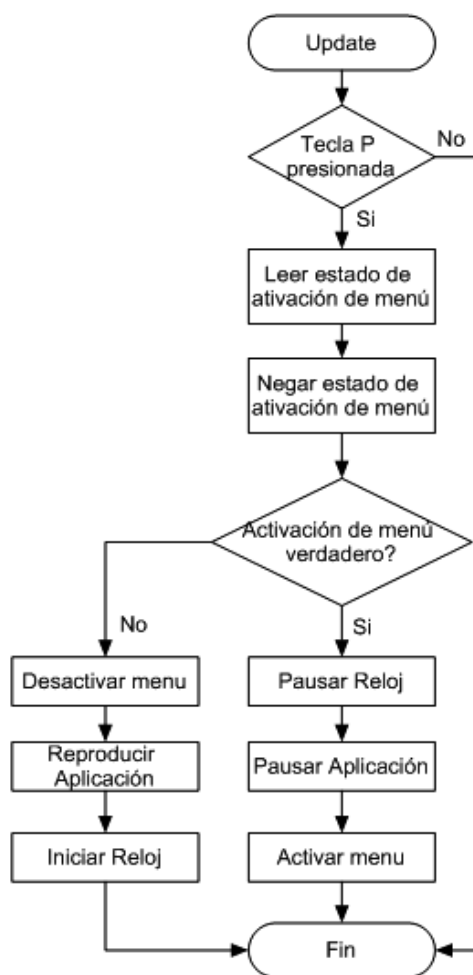 Update
Tecla P
presionada
No
Si
Leer estado de
ativación de menú
Negar estado de
ativación de menú
Activación de menú
verdadero?
No
Si
Desactivar menu
Pausar Reloj
Reproducir
Aplicación
Pausar Aplicación
Iniciar Reloj
Activar menu
Fin